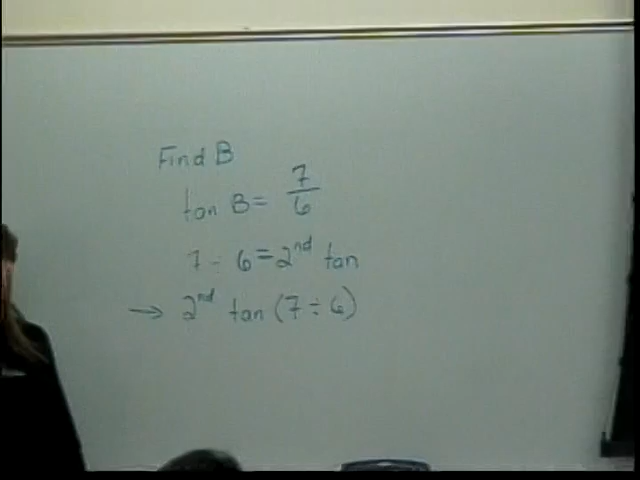 Find B
tan B = 7/6
7 ÷ 6 = 2nd tan
→ 2nd tan (7 ÷ 6)